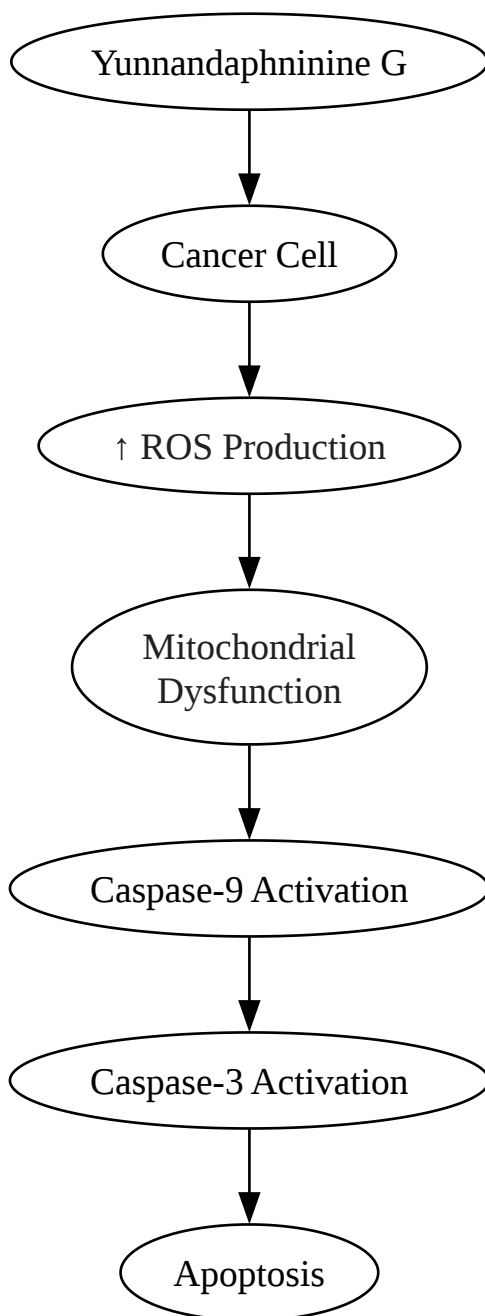 Yunnandaphninine G
Cancer Cell
↑ ROS Production
Mitochondrial
Dysfunction
Caspase-9 Activation
Caspase-3 Activation
Apoptosis